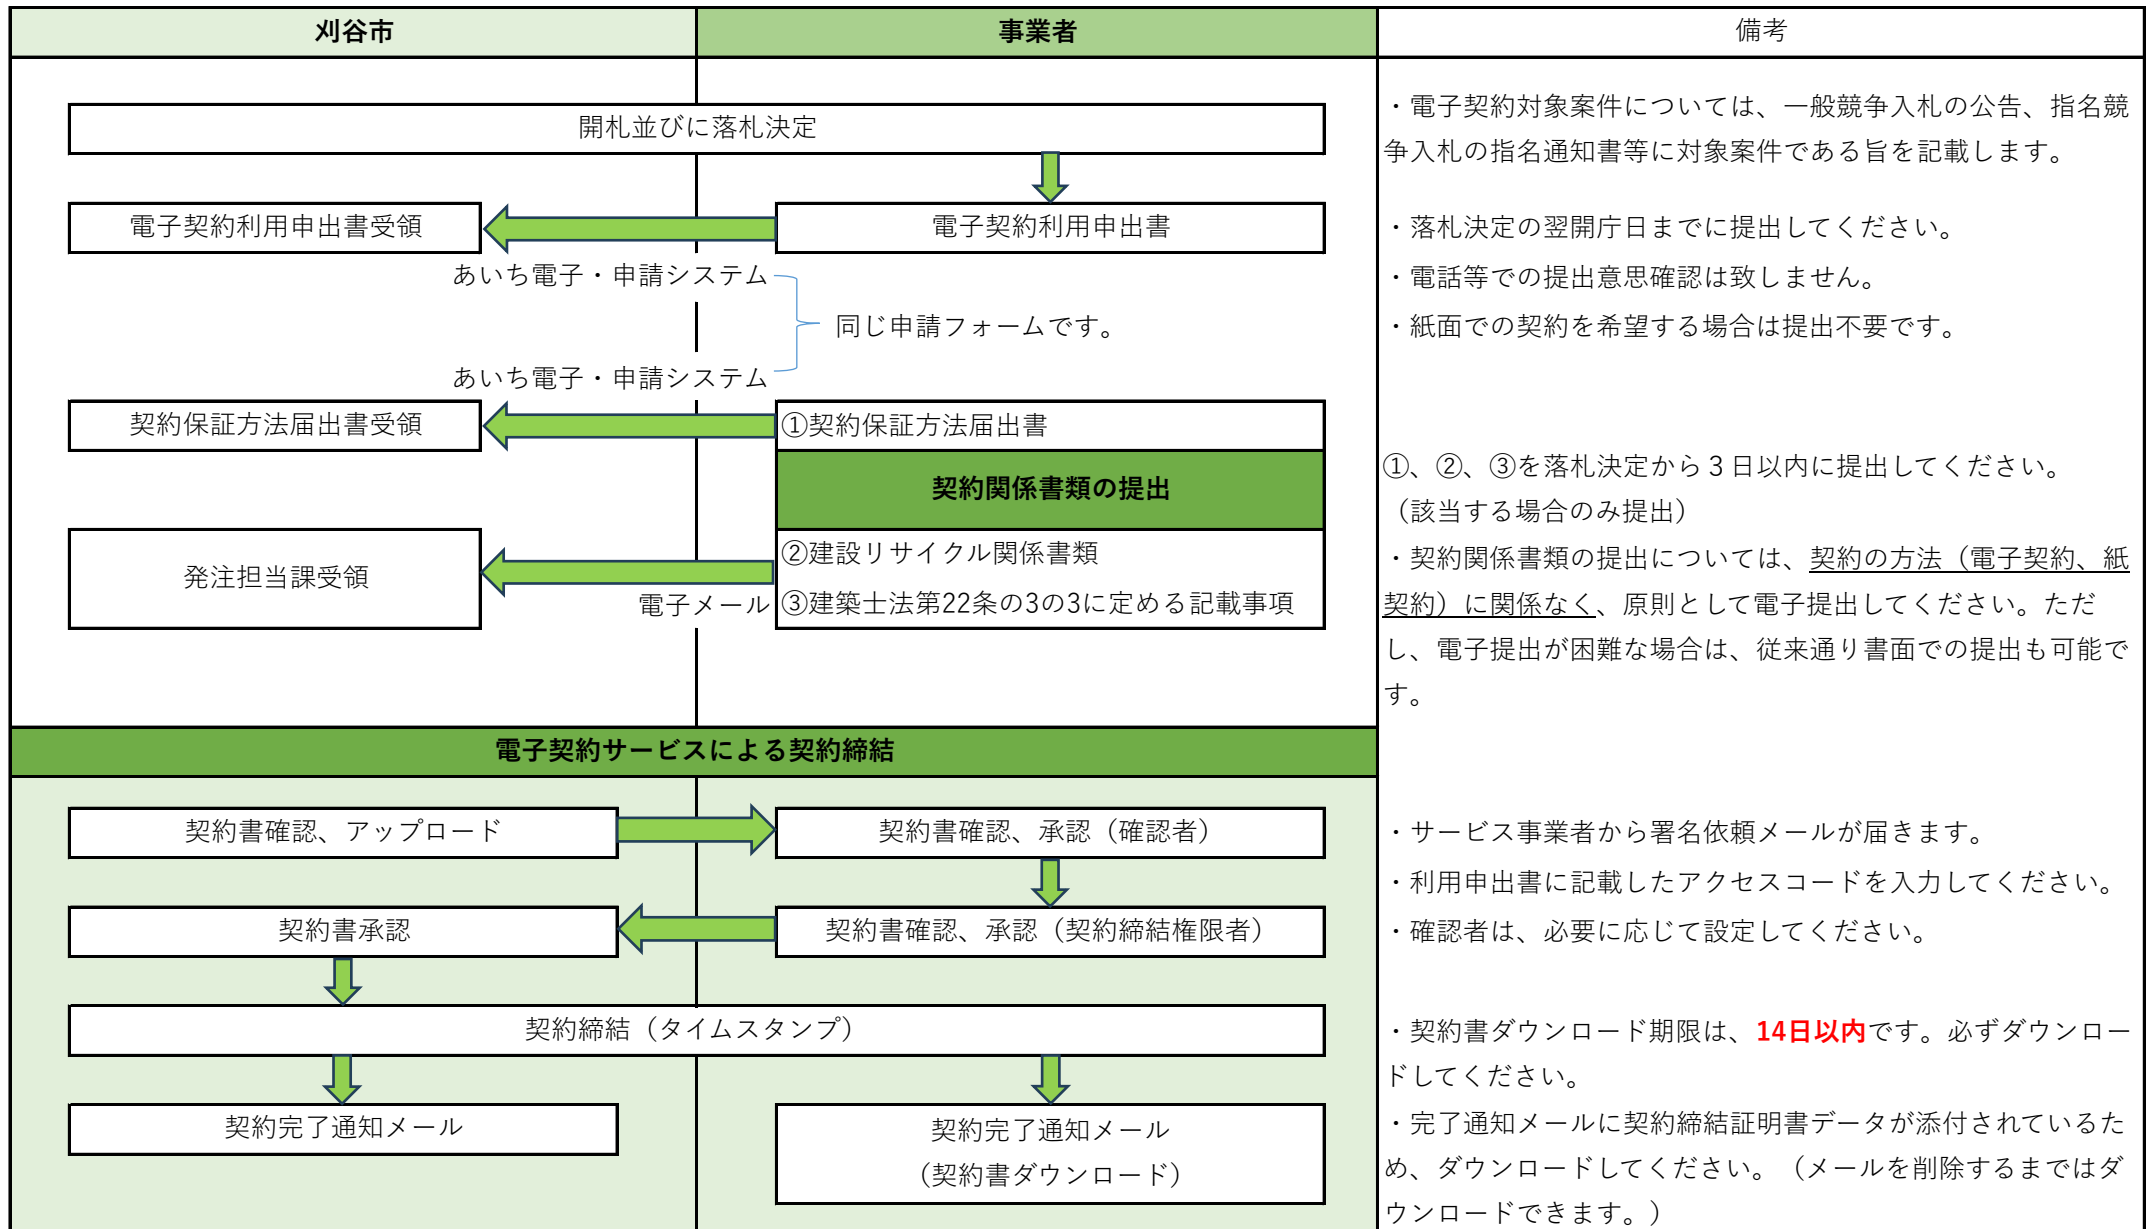 刈谷市
事業者
備考
開札並びに落札決定
・電子契約対象案件については、一般競争入札の公告、指名競
争入札の指名通知書等に対象案件である旨を記載します。
電子契約利用申出書受領
電子契約利用申出書
・落札決定の翌開庁日までに提出してください。
あいち電子・申請システム
・電話等での提出意思確認は致しません。
同じ申請フォームです。
・紙面での契約を希望する場合は提出不要です。
あいち電子・申請システム
契約保証方法届出書受領
①契約保証方法届出書
契約関係書類の提出
①、②、③を落札決定から３日以内に提出してください。
（該当する場合のみ提出）
発注担当課受領
②建設リサイクル関係書類
電子メール
③建築士法第22条の3の3に定める記載事項
・契約関係書類の提出については、契約の方法（電子契約、紙
契約）に関係なく、原則として電子提出してください。ただ
し、電子提出が困難な場合は、従来通り書面での提出も可能で
す。
電子契約サービスによる契約締結
契約書確認、アップロード
契約書確認、承認（確認者）
・サービス事業者から署名依頼メールが届きます。
・利用申出書に記載したアクセスコードを入力してください。
契約書承認
契約書確認、承認（契約締結権限者）
・確認者は、必要に応じて設定してください。
契約締結（タイムスタンプ）
・契約書ダウンロード期限は、14日以内です。必ずダウンロー
ドしてください。
契約完了通知メール
契約完了通知メール
（契約書ダウンロード）
・完了通知メールに契約締結証明書データが添付されているた
め、ダウンロードしてください。（メールを削除するまではダ
ウンロードできます。）